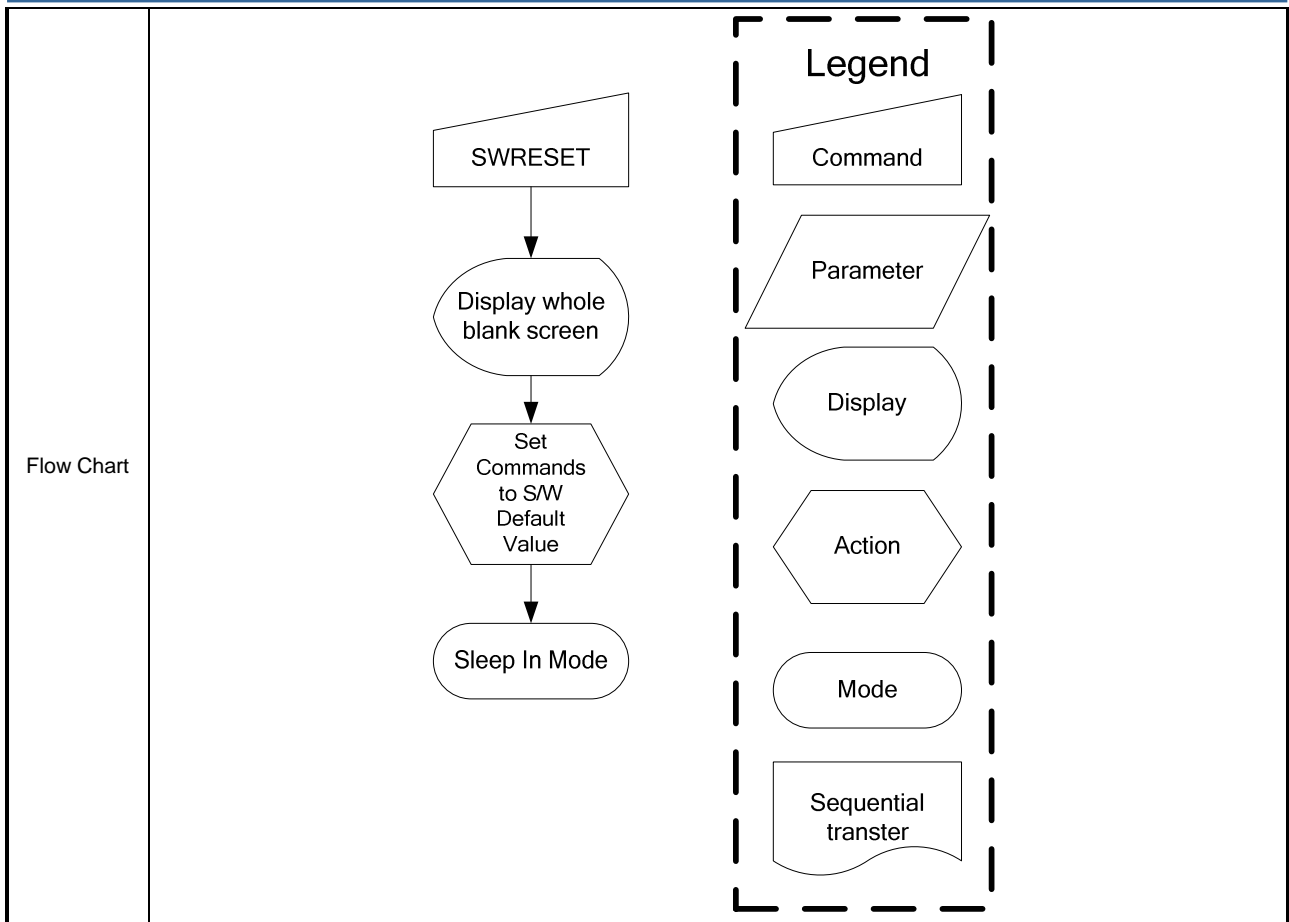 Flow Chart
SWRESET
Display whole
blank screen
Set
Commands
to S/W
Default
Value
Sleep In Mode
Legend
Command
Parameter
Display
Action
Mode
Sequential
transter